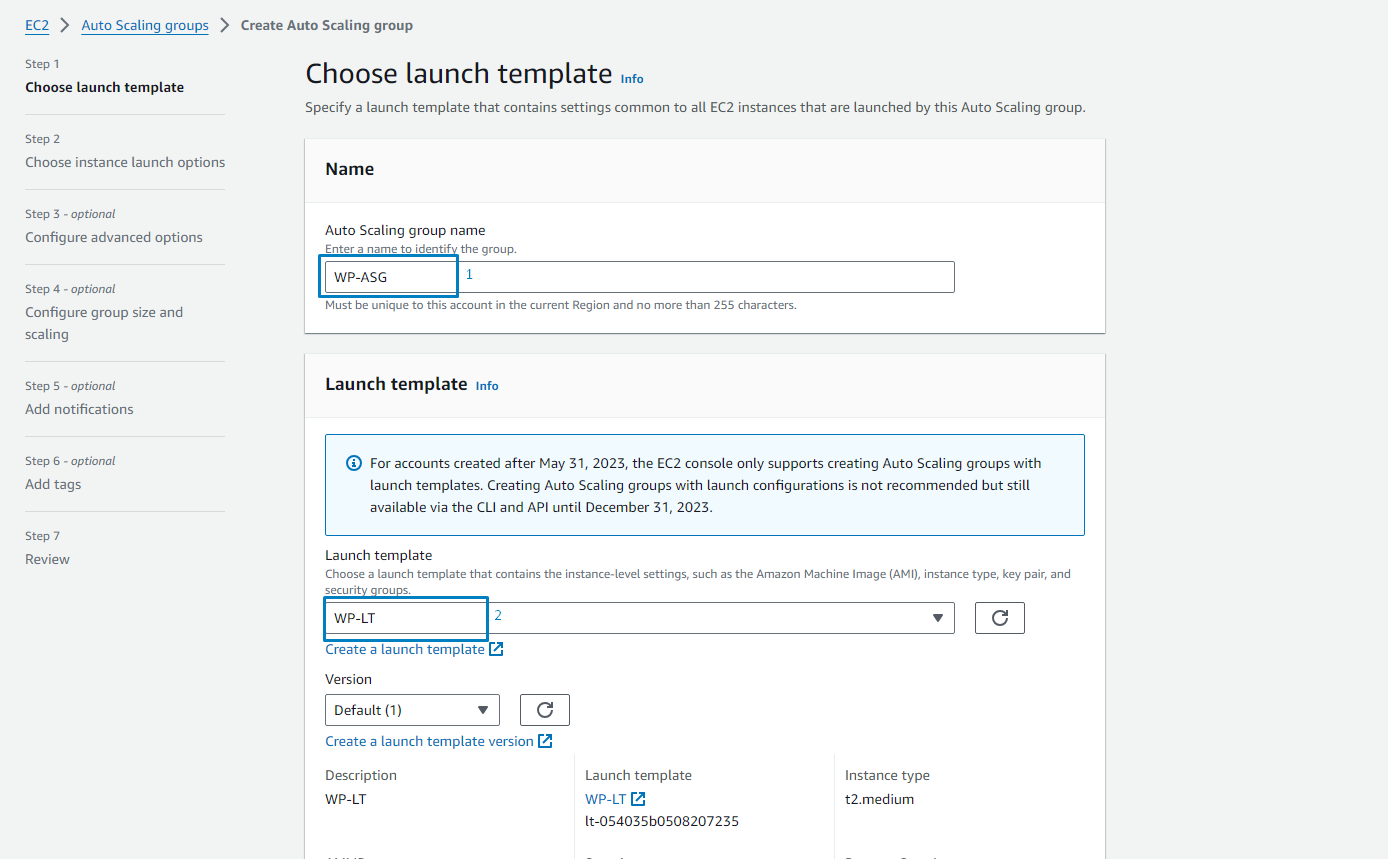 EC2 > Auto Scaling groups > Create Auto Scaling group
Step 1
Choose launch template
Step 2
Choose instance launch options
Step 3 - optional
Configure advanced options
Step 4 - optional
Configure group size and
scaling
Step 5 - optional
Add notifications
Step 6 - optional
Add tags
Step 7
Review
Choose launch template Info
Specify a launch template that contains settings common to all EC2 instances that are launched by this Auto Scaling group.
Name
Auto Scaling group name
Enter a name to identify the group.
WP-ASG 1
Must be unique to this account in the current Region and no more than 255 characters.
Launch template Info
For accounts created after May 31, 2023, the EC2 console only supports creating Auto Scaling groups with
launch templates. Creating Auto Scaling groups with launch configurations is not recommended but still
available via the CLI and API until December 31, 2023.
Launch template
Choose a launch template that contains the instance-level settings, such as the Amazon Machine Image (AMI), instance type, key pair, and
security groups.
WP-LT 2
Create a launch template
Version
Default (1)
Create a launch template version
Description
WP-LT
Launch template
WP-LT
lt-054035b0508207235
Instance type
t2.medium